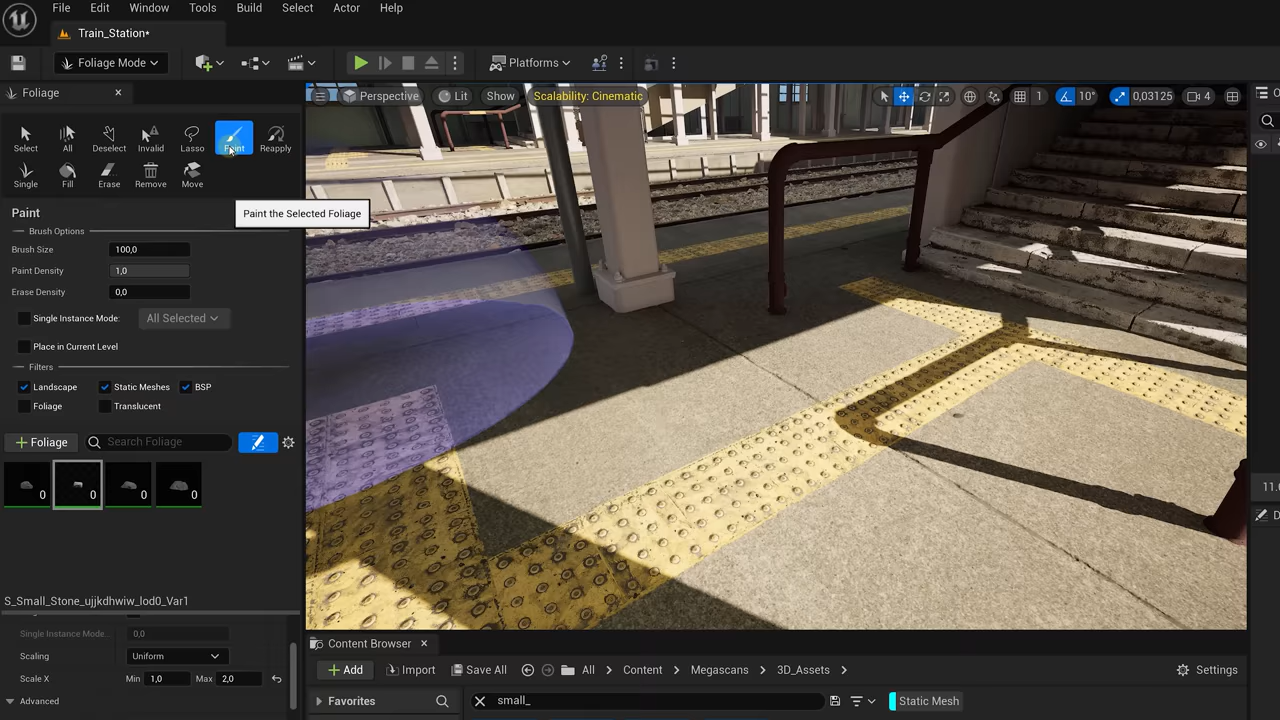 File Edit Window Tools Build Select Actor Help
Train_Station*
Foliage Mode
Platforms
Foliage
Perspective Lit Show Scalability: Cinematic 1 10° 0,03125 4
Select All Deselect Invalid Lasso Paint Reapply
Single Fill Erase Remove Move
Paint
Paint the Selected Foliage
Brush Options
Brush Size 100,0
Paint Density 1,0
Erase Density 0,0
Single Instance Mode: All Selected
Place in Current Level
Filters
Landscape Static Meshes BSP
Foliage Translucent
+ Foliage Search Foliage
0 0 0 0
S_Small_Stone_ujjkdhwiw_lod0_Var1
Single Instance Mode...
0,0
Scaling Uniform
Scale X Min 1,0 Max 2,0
Advanced
Content Browser
+ Add Import Save All All Content Megascans 3D_Assets Settings
Favorites small_ Static Mesh
11.